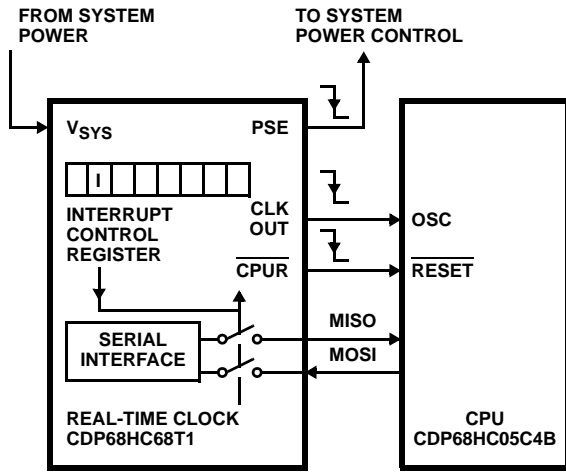 FROM SYSTEM
POWER
TO SYSTEM
POWER CONTROL
VSYS
PSE
I
INTERRUPT
CONTROL
REGISTER
CLK
OUT
CPUR
OSC
RESET
SERIAL
INTERFACE
MISO
MOSI
REAL-TIME CLOCK
CDP68HC68T1
CPU
CDP68HC05C4B